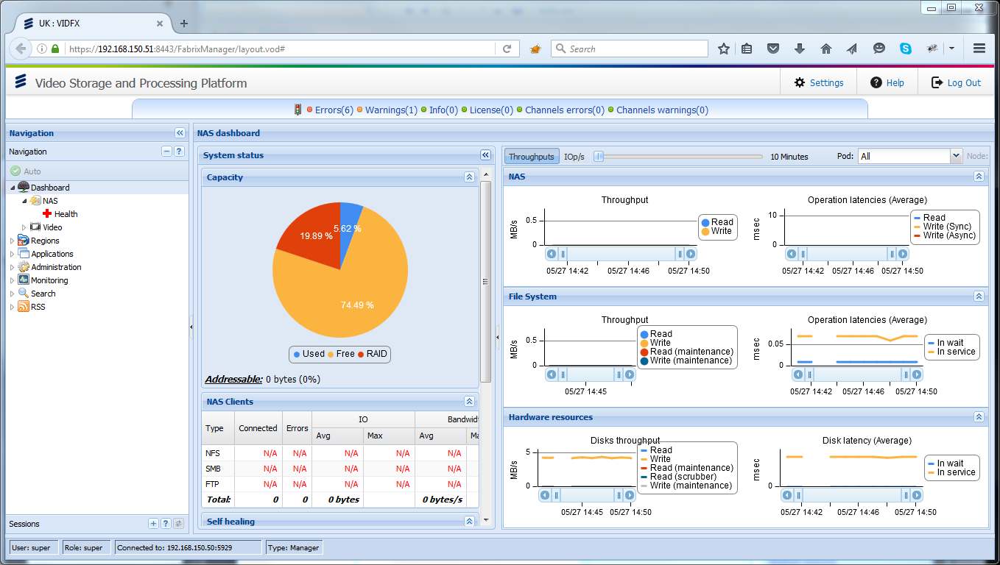 UK : VIDFX
https://192.168.150.51:8443/FabrixManager/layout.vod#
Search
Video Storage and Processing Platform
Settings
Help
Log Out
Errors(6) Warnings(1) Info(0) License(0) Channels errors(0) Channels warnings(0)
Navigation
Navigation
Auto
Dashboard
NAS
Health
Video
Regions
Applications
Administration
Monitoring
Search
RSS
Sessions
NAS dashboard
System status
Capacity
5.62 %
19.89 %
74.49 %
Used Free RAID
Addressable: 0 bytes (0%)
NAS Clients
Type Connected Errors IO Bandwidt
Avg Max Avg Ma
NFS N/A N/A N/A N/A N/A
SMB N/A N/A N/A N/A N/A
FTP N/A N/A N/A N/A N/A
Total: 0 0 0 bytes 0 bytes/s
Self healing
Throughputs IOp/s 10 Minutes Pod: All Node:
NAS
Throughput
MB/s
0.5
0
Read
Write
05/27 14:42 05/27 14:46 05/27 14:50
Operation latencies (Average)
msec
10
0
Read
Write (Sync)
Write (Async)
05/27 14:42 05/27 14:46 05/27 14:50
File System
Throughput
MB/s
0.5
0
Read
Write
Read (maintenance)
Write (maintenance)
05/27 14:45
Operation latencies (Average)
msec
0.05
0
In wait
In service
05/27 14:42 05/27 14:46 05/27 14:50
Hardware resources
Disks throughput
MB/s
5
0
Read
Write
Read (maintenance)
Read (scrubber)
Write (maintenance)
05/27 14:45 05/27 14:50
Disk latency (Average)
msec
0
In wait
In service
05/27 14:42 05/27 14:46 05/27 14:50
User: super Role: super Connected to: 192.168.150.50:5929 Type: Manager